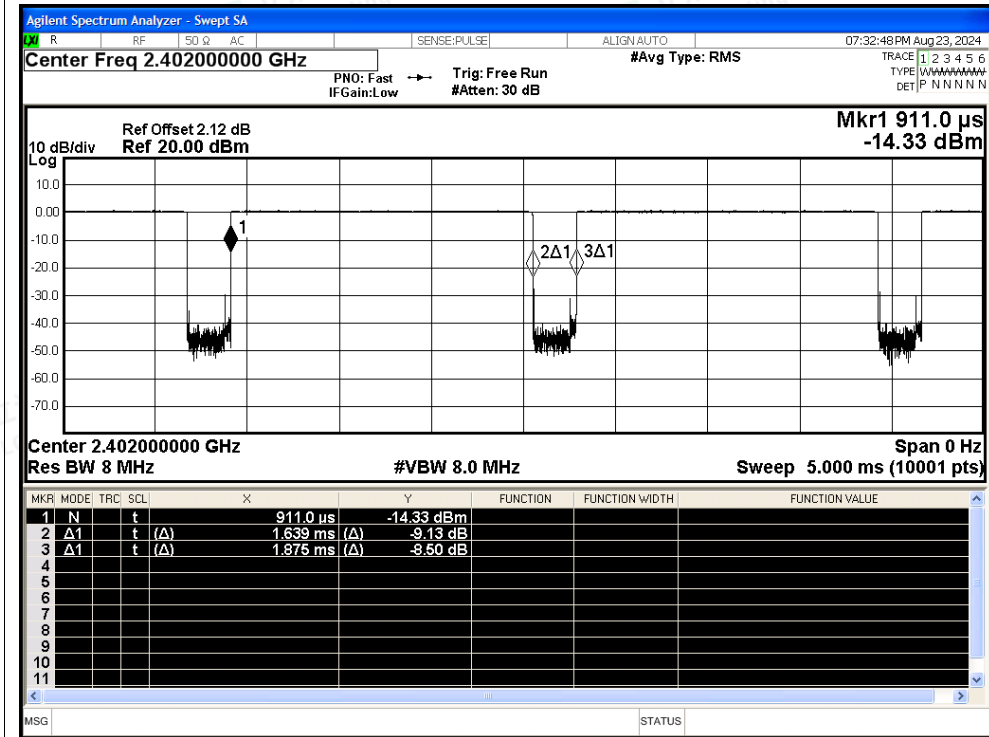 Agilent Spectrum Analyzer - Swept SA
LXI R RF 50 Ω AC SENSE:PULSE ALIGN AUTO 07:32:48 PM Aug 23, 2024
Center Freq 2.402000000 GHz
PNO: Fast
IFGain:Low
Trig: Free Run
#Atten: 30 dB
#Avg Type: RMS
TRACE 1 2 3 4 5 6
TYPE WWWWWWW
DET P N N N N N
Ref Offset 2.12 dB
10 dB/div Ref 20.00 dBm
Log
Mkr1 911.0 µs
-14.33 dBm
10.0
0.00
-10.0
-20.0
-30.0
-40.0
-50.0
-60.0
-70.0
1
2Δ1
3Δ1
Center 2.402000000 GHz Span 0 Hz
Res BW 8 MHz #VBW 8.0 MHz Sweep 5.000 ms (10001 pts)
MKR MODE TRC SCL X Y FUNCTION FUNCTION WIDTH FUNCTION VALUE
1 N t 911.0 µs -14.33 dBm
2 Δ1 t (Δ) 1.639 ms (Δ) -9.13 dB
3 Δ1 t (Δ) 1.875 ms (Δ) -8.50 dB
4
5
6
7
8
9
10
11
MSG STATUS